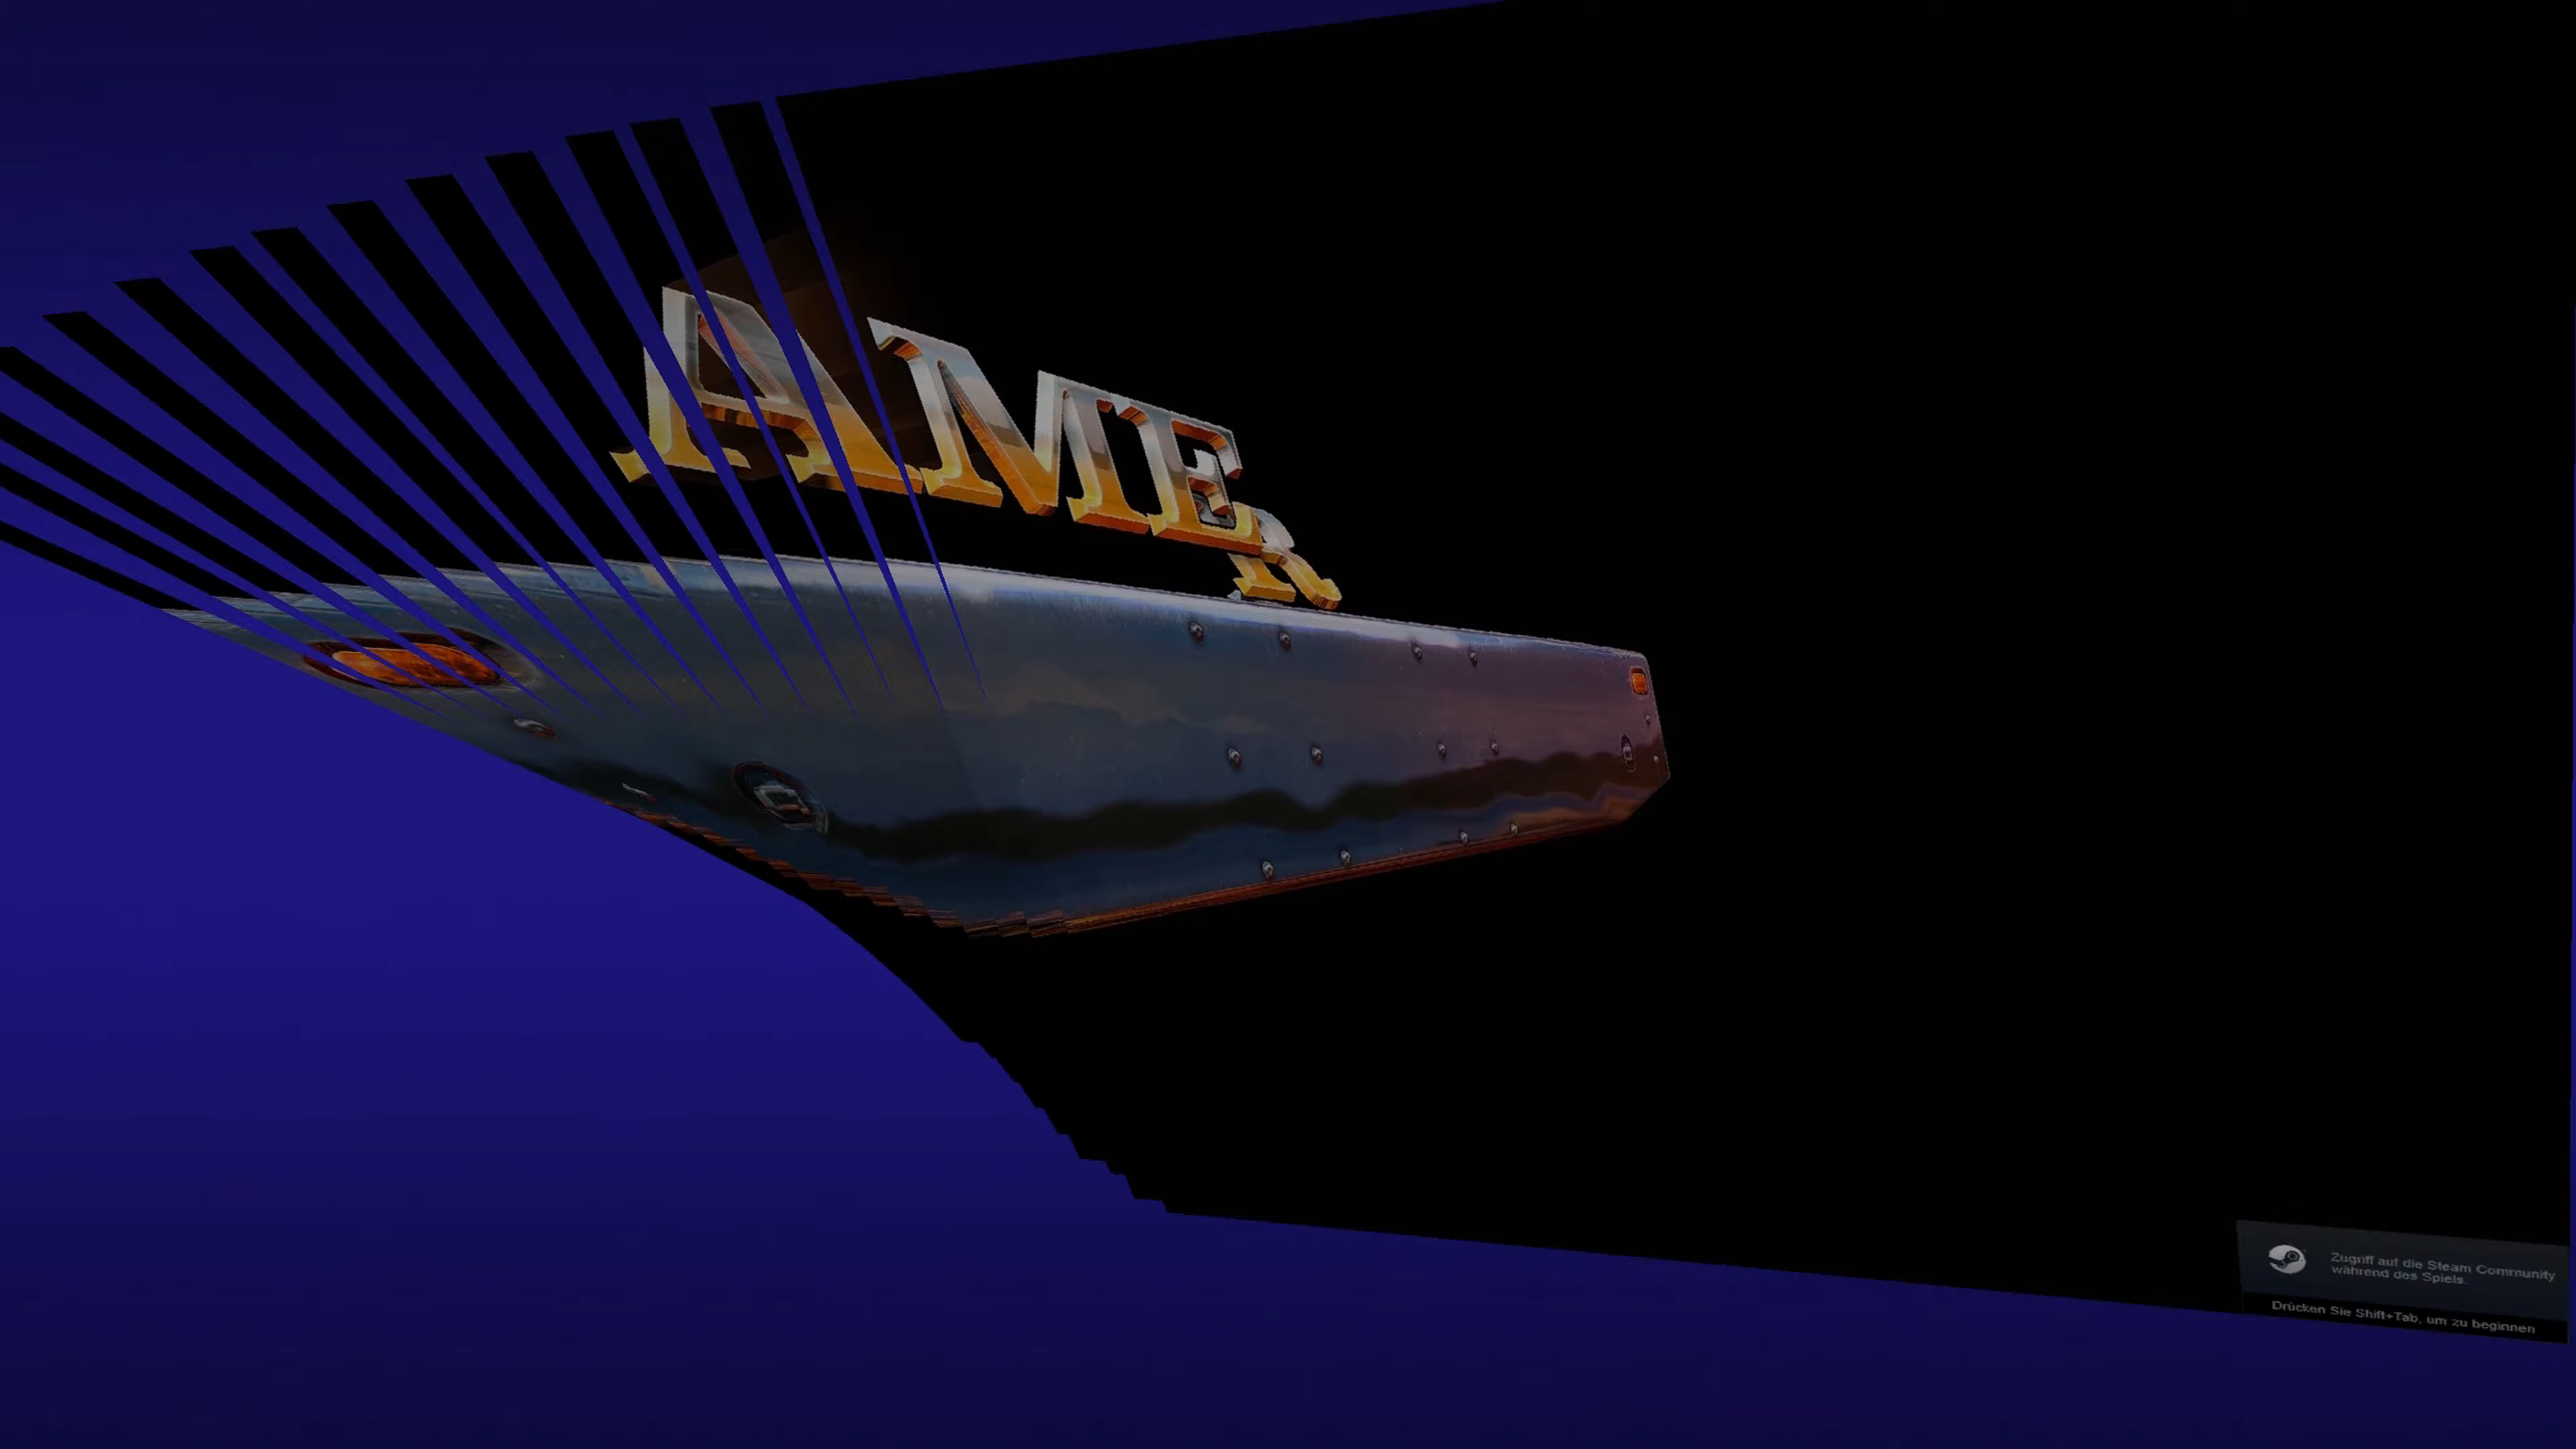 AMER
Zugriff auf die Steam Community
während des Spiels.
Drücken Sie Shift+Tab, um zu beginnen